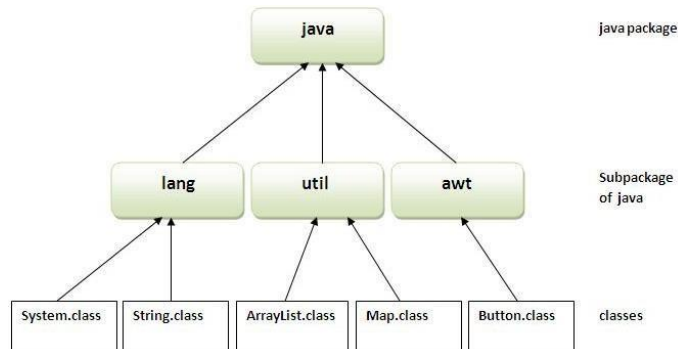 java
java package
lang
util
awt
Subpackage
of java
System.class
String.class
ArrayList.class
Map.class
Button.class
classes